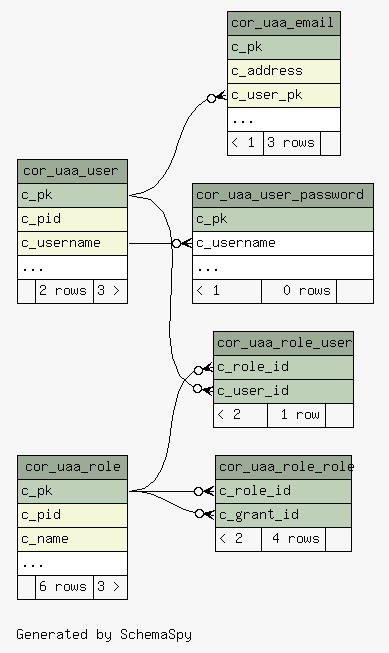 cor_uaa_email
c_pk
c_address
c_user_pk
...
< 1 3 rows
cor_uaa_user
c_pk
c_pid
c_username
...
2 rows 3 >
cor_uaa_user_password
c_pk
c_username
...
< 1 0 rows
cor_uaa_role_user
c_role_id
c_user_id
< 2 1 row
cor_uaa_role
c_pk
c_pid
c_name
...
6 rows 3 >
cor_uaa_role_role
c_role_id
c_grant_id
< 2 4 rows
Generated by SchemaSpy